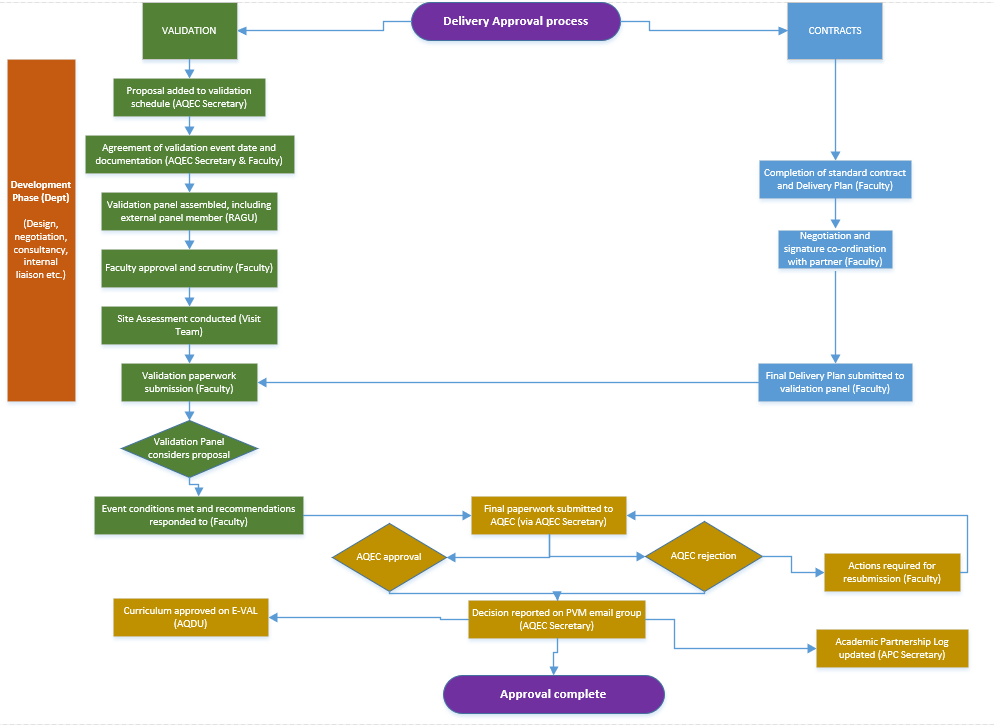 Delivery Approval process
VALIDATION
CONTRACTS
Proposal added to validation
schedule (AQEC Secretary)
Agreement of validation event date and
documentation (AQEC Secretary & Faculty)
Development
Phase (Dept)
(Design,
negotiation,
consultancy,
internal
liaison etc.)
Validation panel assembled, including
external panel member (RAGU)
Faculty approval and scrutiny (Faculty)
Site Assessment conducted (Visit
Team)
Validation paperwork
submission (Faculty)
Completion of standard contract
and Delivery Plan (Faculty)
Negotiation and
signature co-ordination
with partner (Faculty)
Final Delivery Plan submitted to
validation panel (Faculty)
Validation Panel
considers proposal
Event conditions met and recommendations
responded to (Faculty)
Final paperwork submitted to
AQEC (via AQEC Secretary)
AQEC approval
AQEC rejection
Actions required for
resubmission (Faculty)
Curriculum approved on E-VAL
(AQDU)
Decision reported on PVM email group
(AQEC Secretary)
Academic Partnership Log
updated (APC Secretary)
Approval complete